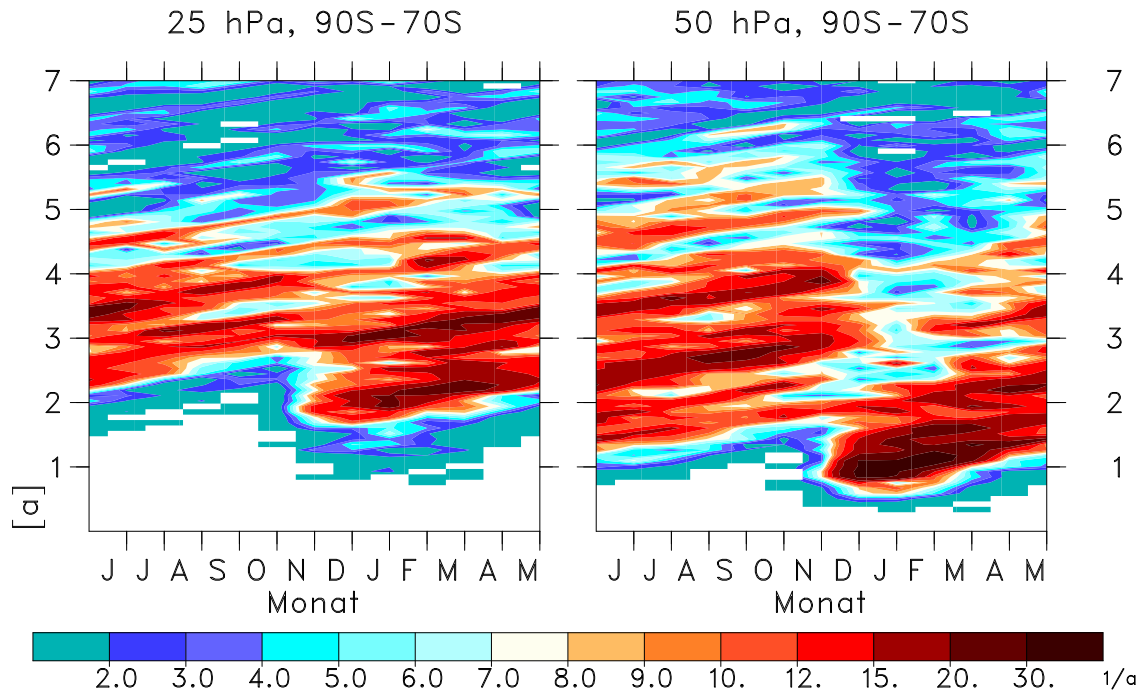 25 hPa, 90S-70S
50 hPa, 90S-70S
7
6
5
4
3
2
1
[a]
7
6
5
4
3
2
1
J J A S O N D J F M A M
J J A S O N D J F M A M
Monat
Monat
2.0 3.0 4.0 5.0 6.0 7.0 8.0 9.0 10. 12. 15. 20. 30. 1/a